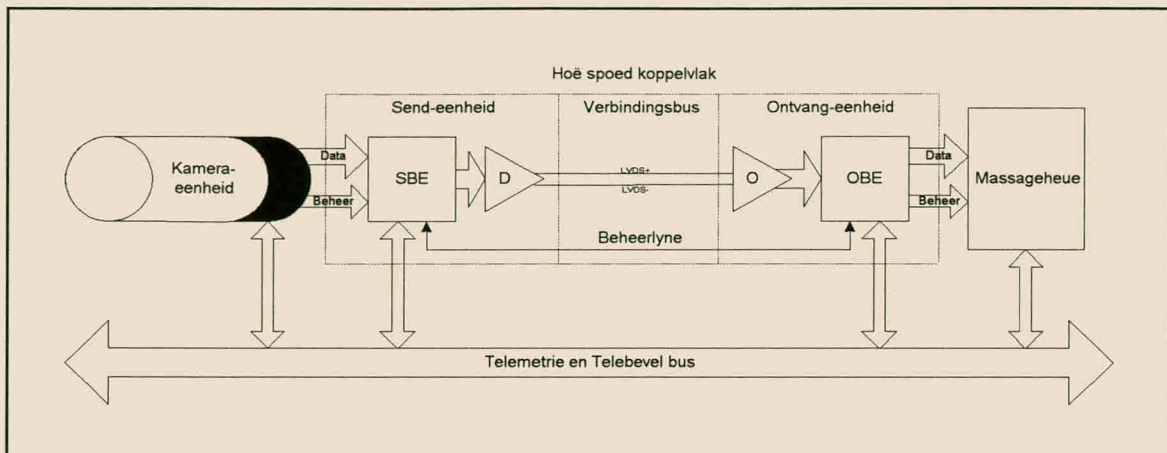 Hoë spoed koppelvlak
Send-eenheid
Verbindingsbus
Ontvang-eenheid
Kamera-
eenheid
Data
Beheer
SBE
D
LVDS+
LVDS-
O
OBE
Data
Beheer
Massageheue
Beheerlyne
Telemetrie en Telebevel bus